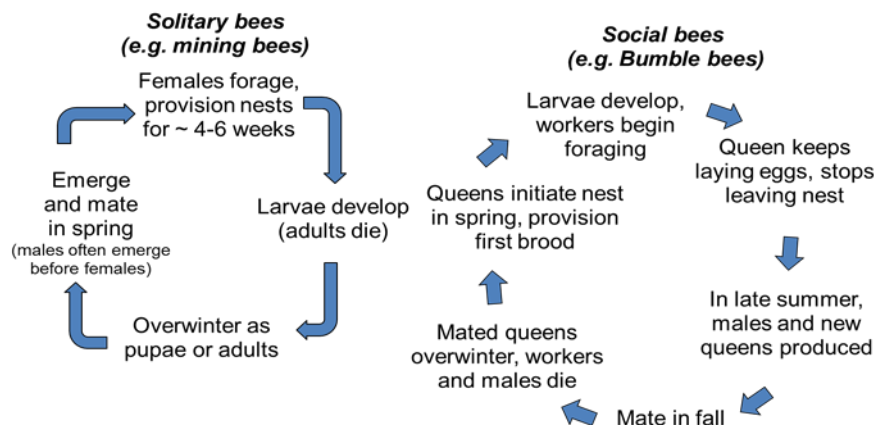 Solitary bees
(e.g. mining bees)
Females forage,
provision nests
for ~ 4-6 weeks
Larvae develop
(adults die)
Overwinter as
pupae or adults
Emerge
and mate
in spring
(males often emerge
before females)
Social bees
(e.g. Bumble bees)
Larvae develop,
workers begin
foraging
Queen keeps
laying eggs, stops
leaving nest
In late summer,
males and new
queens produced
Mate in fall
Mated queens
overwinter, workers
and males die
Queens initiate nest
in spring, provision
first brood